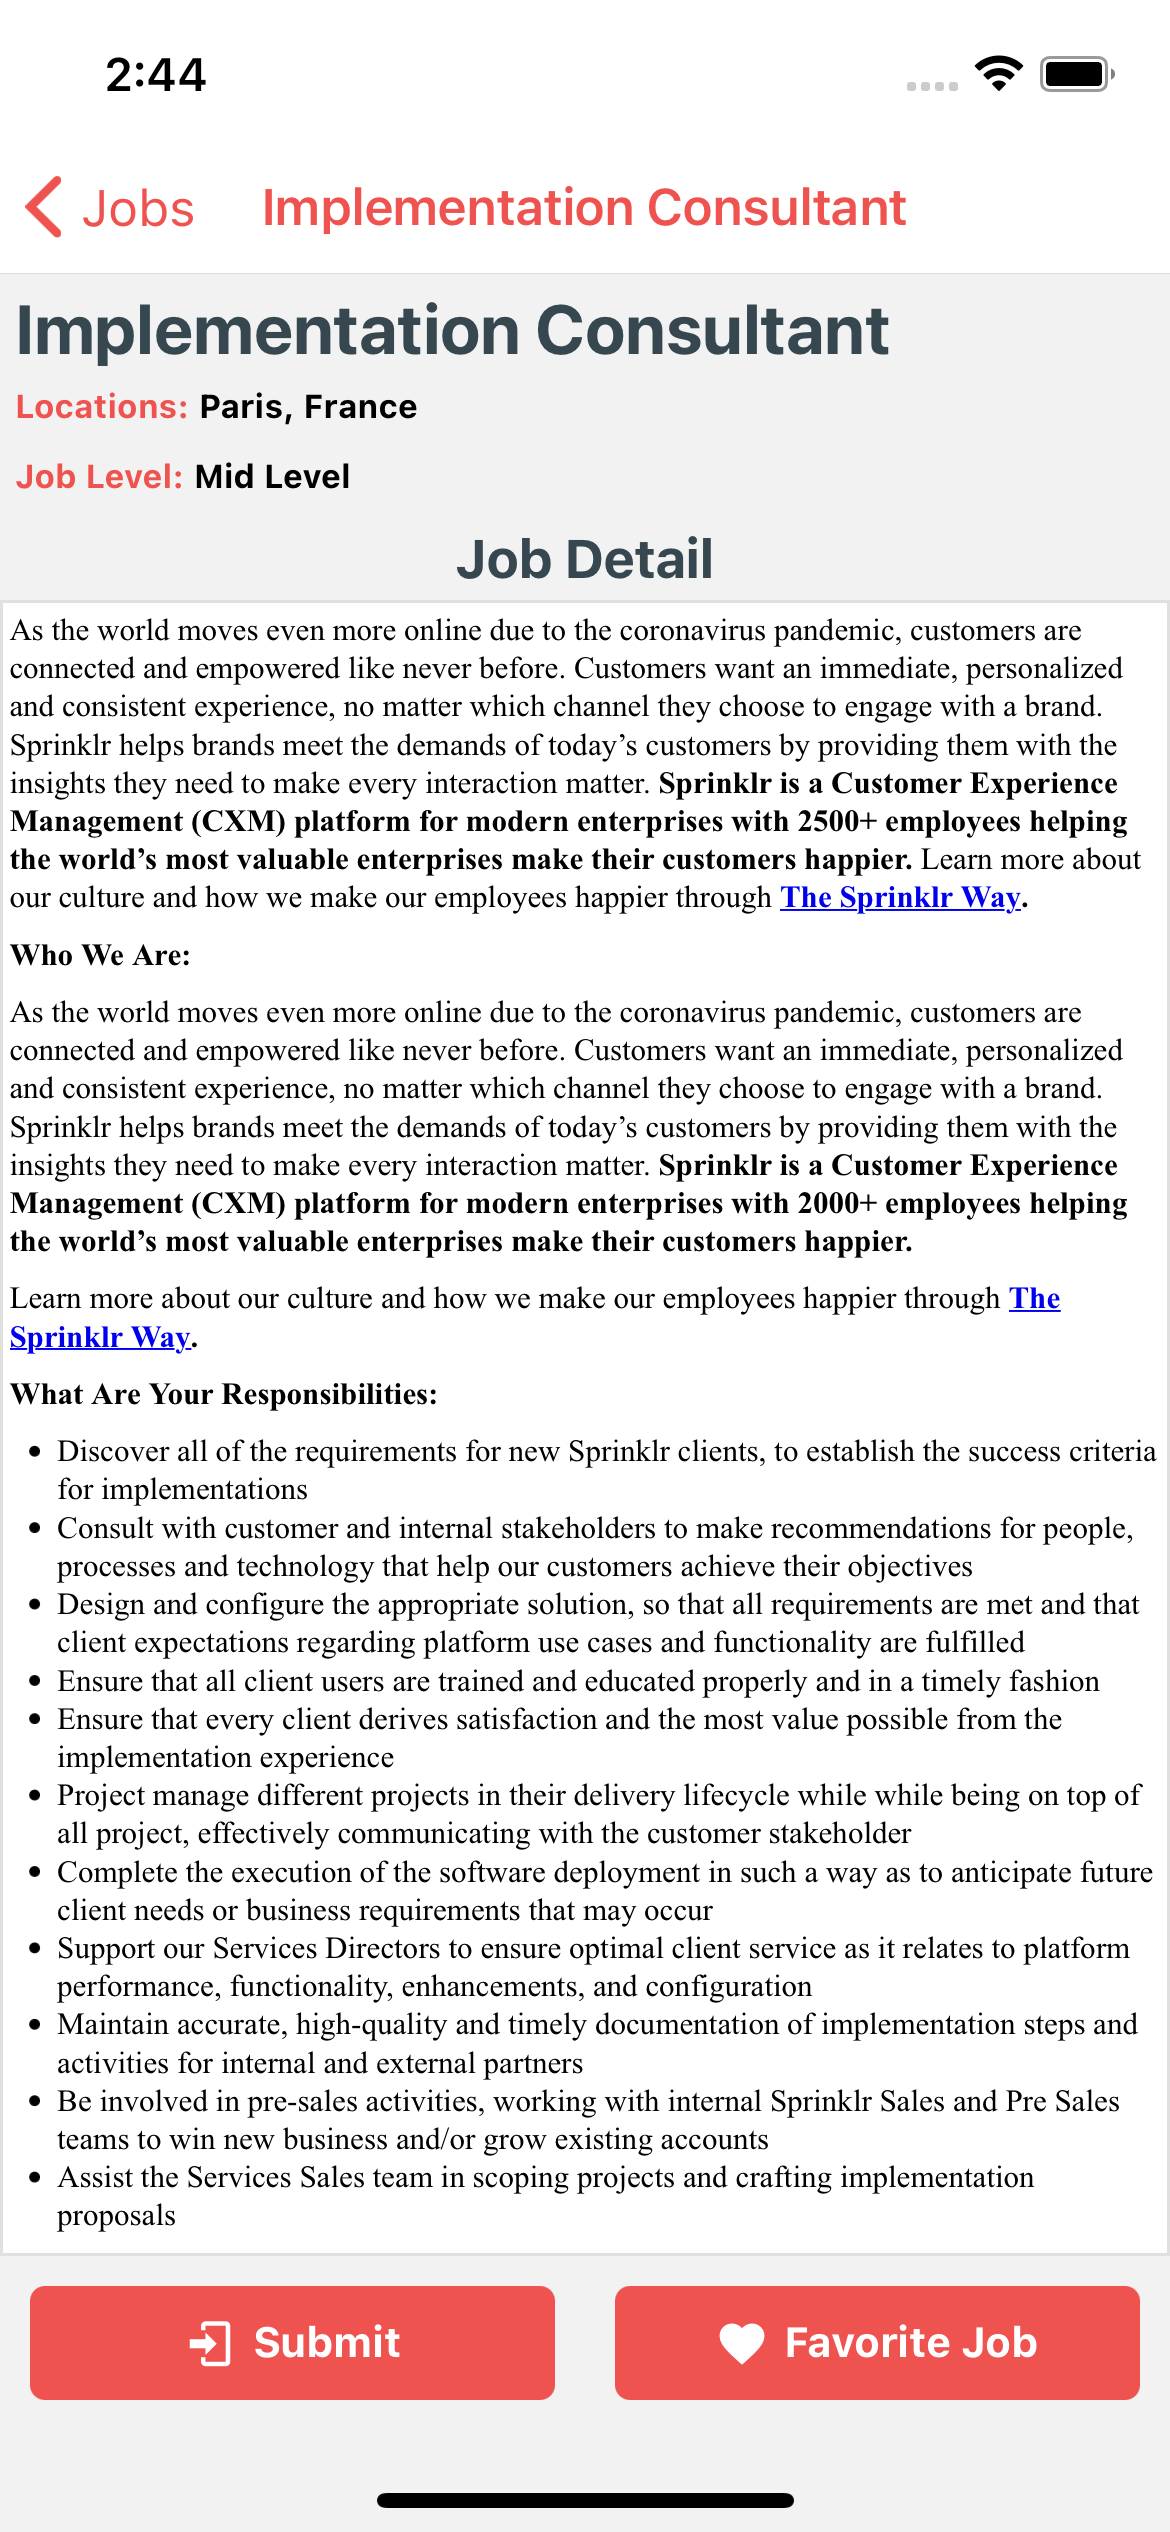 2:44
Jobs
Implementation Consultant
Implementation Consultant
Locations: Paris, France
Job Level: Mid Level
Job Detail
As the world moves even more online due to the coronavirus pandemic, customers are
connected and empowered like never before. Customers want an immediate, personalized
and consistent experience, no matter which channel they choose to engage with a brand.
Sprinklr helps brands meet the demands of today’s customers by providing them with the
insights they need to make every interaction matter. Sprinklr is a Customer Experience
Management (CXM) platform for modern enterprises with 2500+ employees helping
the world’s most valuable enterprises make their customers happier. Learn more about
our culture and how we make our employees happier through The Sprinklr Way.
Who We Are:
As the world moves even more online due to the coronavirus pandemic, customers are
connected and empowered like never before. Customers want an immediate, personalized
and consistent experience, no matter which channel they choose to engage with a brand.
Sprinklr helps brands meet the demands of today’s customers by providing them with the
insights they need to make every interaction matter. Sprinklr is a Customer Experience
Management (CXM) platform for modern enterprises with 2000+ employees helping
the world’s most valuable enterprises make their customers happier.
Learn more about our culture and how we make our employees happier through The
Sprinklr Way.
What Are Your Responsibilities:
• Discover all of the requirements for new Sprinklr clients, to establish the success criteria
for implementations
• Consult with customer and internal stakeholders to make recommendations for people,
processes and technology that help our customers achieve their objectives
• Design and configure the appropriate solution, so that all requirements are met and that
client expectations regarding platform use cases and functionality are fulfilled
• Ensure that all client users are trained and educated properly and in a timely fashion
• Ensure that every client derives satisfaction and the most value possible from the
implementation experience
• Project manage different projects in their delivery lifecycle while while being on top of
all project, effectively communicating with the customer stakeholder
• Complete the execution of the software deployment in such a way as to anticipate future
client needs or business requirements that may occur
• Support our Services Directors to ensure optimal client service as it relates to platform
performance, functionality, enhancements, and configuration
• Maintain accurate, high-quality and timely documentation of implementation steps and
activities for internal and external partners
• Be involved in pre-sales activities, working with internal Sprinklr Sales and Pre Sales
teams to win new business and/or grow existing accounts
• Assist the Services Sales team in scoping projects and crafting implementation
proposals
Submit
Favorite Job